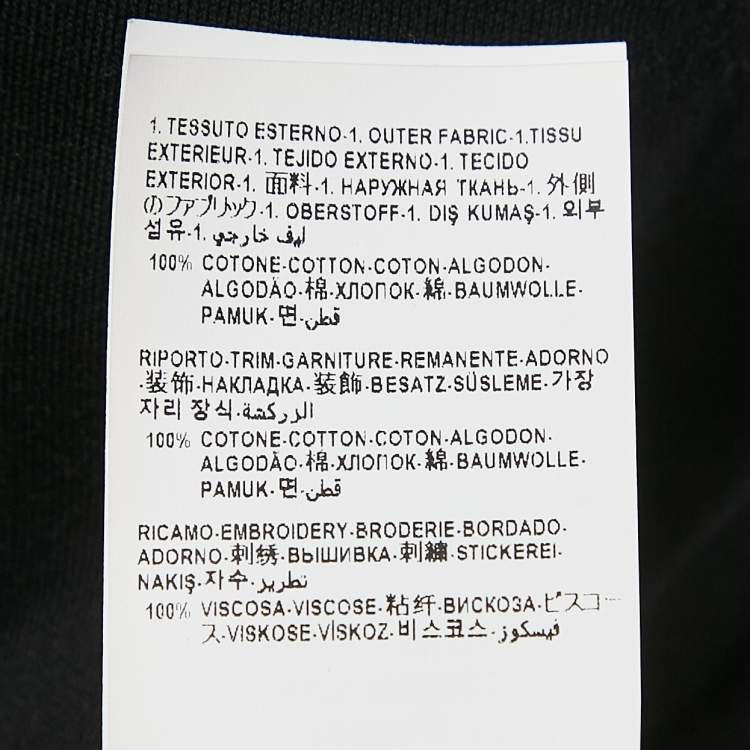 1. TESSUTO ESTERNO-1. OUTER FABRIC-1.TISSU
EXTERIEUR-1. TEJIDO EXTERNO-1. TECIDO
EXTERIOR-1. 面料-1. НАРУЖНАЯ ТКАНЬ-1. 外側
のファブリック-1. OBERSTOFF-1. DIŞ KUMAŞ-1. 외부
섬유-1. ليف خارجي
100% COTONE-COTTON-COTON-ALGODON-
ALGODÃO-棉-ХЛОПОК-綿-BAUMWOLLE-
PAMUK-면-قطن
RIPORTO-TRIM-GARNITURE-REMANENTE-ADORNO
-装饰-НАКЛАДКА-装飾-BESATZ-SÜSLEME-가장
자리 장식-الزركشة
100% COTONE-COTTON-COTON-ALGODON-
ALGODÃO-棉-ХЛОПОК-綿-BAUMWOLLE-
PAMUK-면-قطن
RICAMO-EMBROIDERY-BRODERIE-BORDADO-
ADORNO-刺绣-ВЫШИВКА-刺繍-STICKEREI-
NAKIŞ-자수-تطريز
100% VISCOSA-VISCOSE-粘纤-ВИСКОЗА-ビスコー
ス-VISKOSE-VİSKOZ-비스코스-فيسكوز